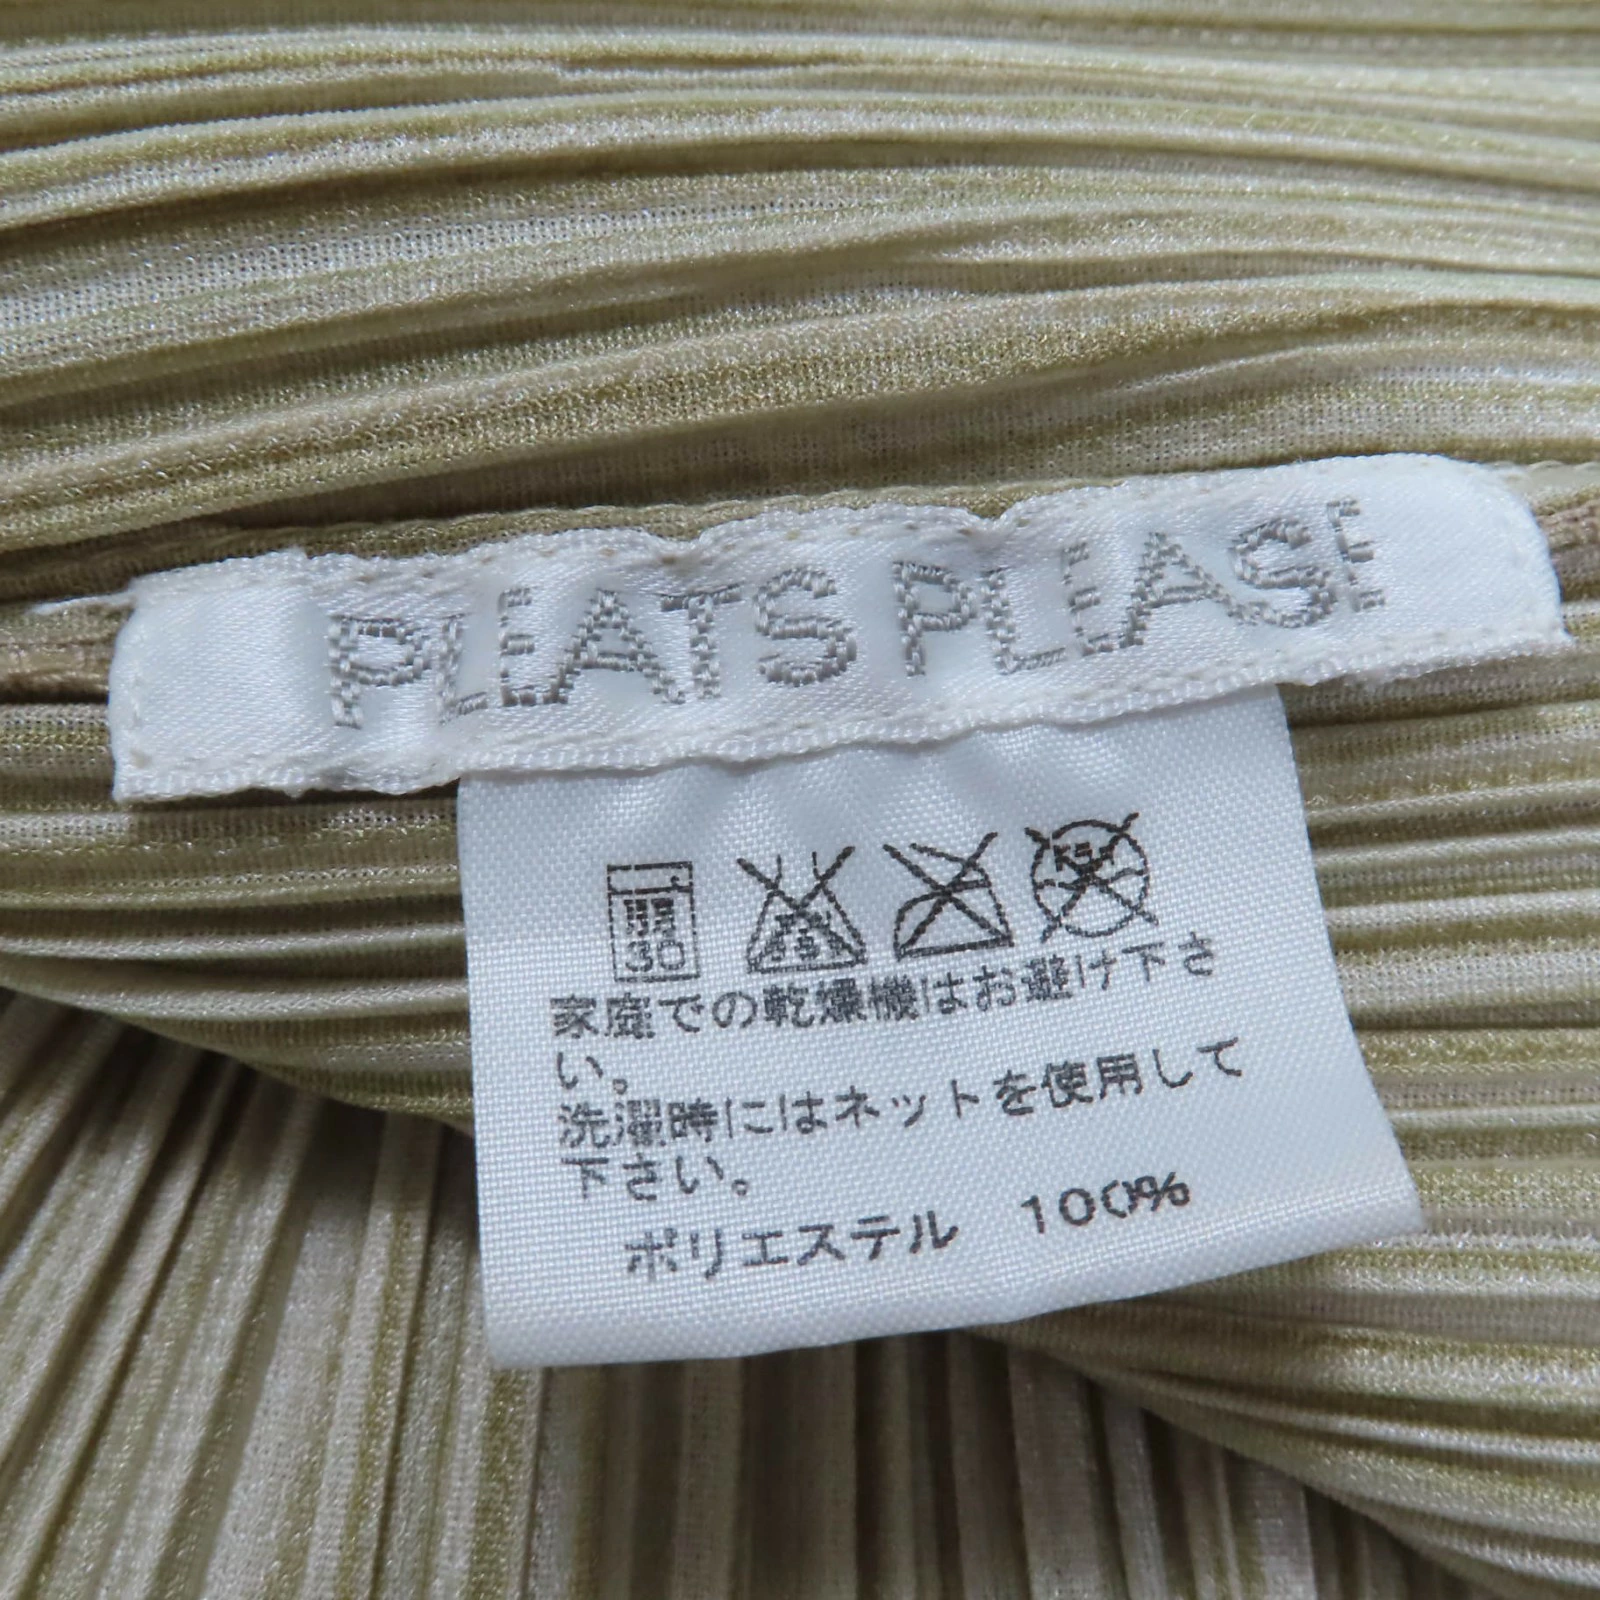 PLEATS PLEASE
30
家庭での乾燥機はお避け下さ
い。
洗濯時にはネットを使用して
下さい。
ポリエステル 100%